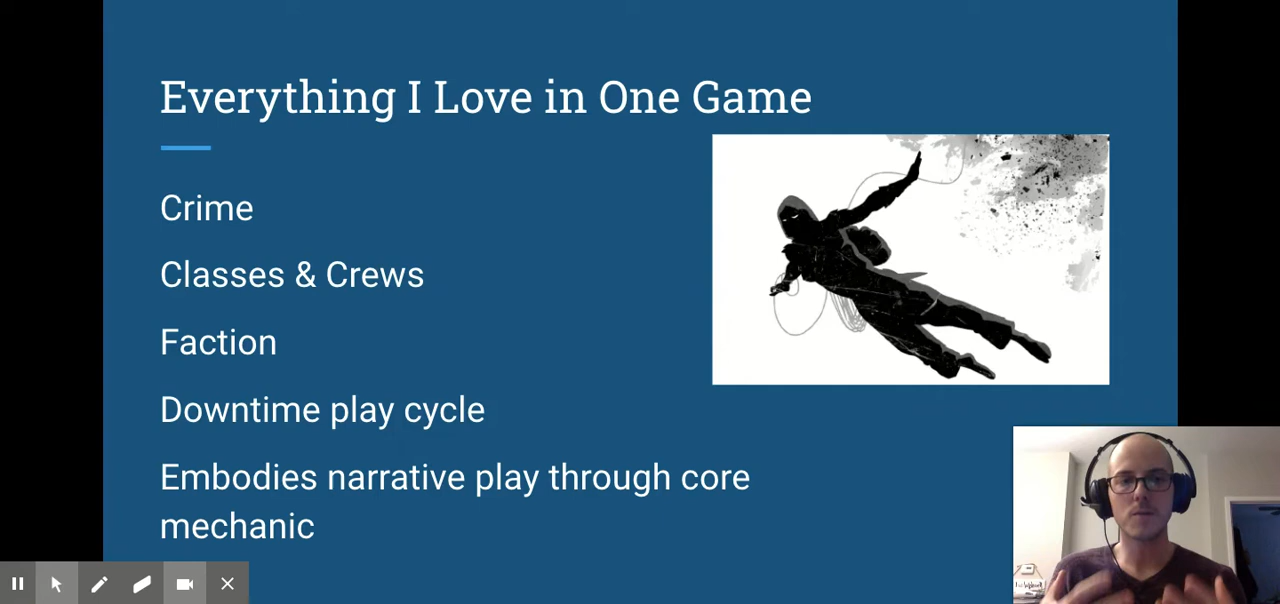 Everything I Love in One Game
Crime
Classes & Crews
Faction
Downtime play cycle
Embodies narrative play through core
mechanic